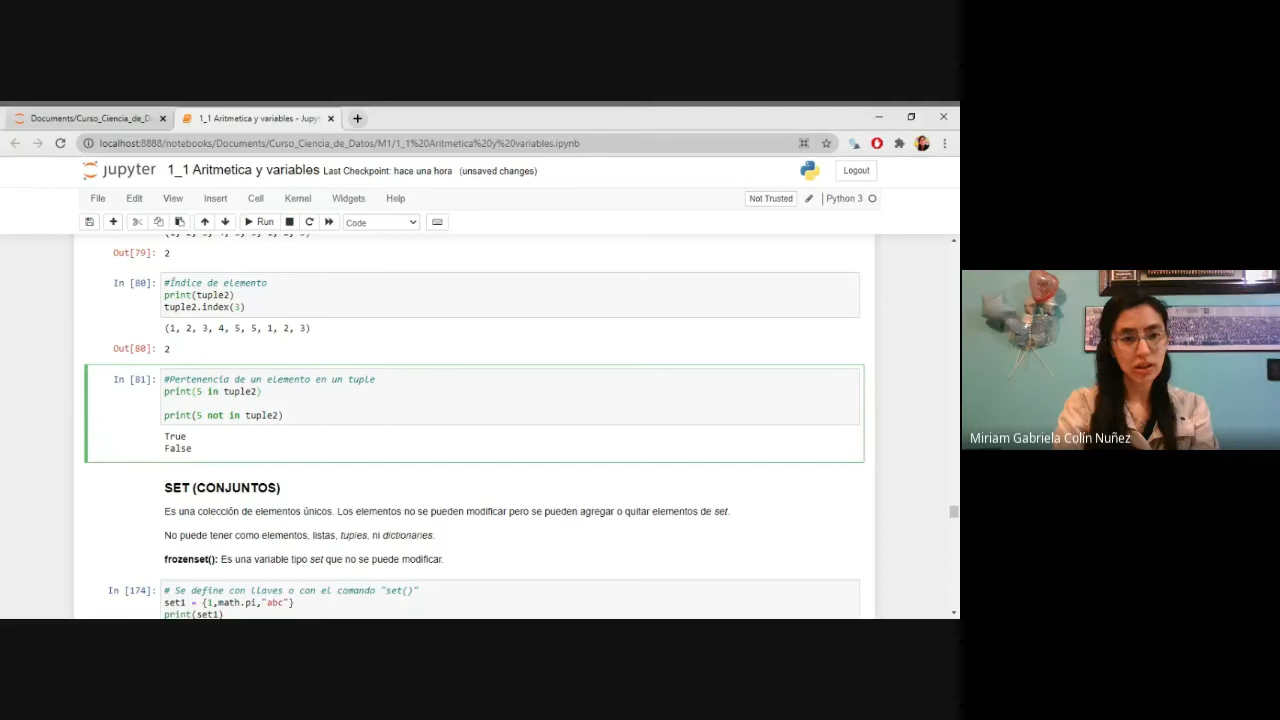 Documents/Curso_Ciencia_de_D
1_1 Aritmetica y variables - Jupyt
localhost:8888/notebooks/Documents/Curso_Ciencia_de_Datos/M1/1_1%20Aritmetica%20y%20variables.ipynb
jupyter 1_1 Aritmetica y variables Last Checkpoint: hace una hora (unsaved changes)
Logout
File Edit View Insert Cell Kernel Widgets Help
Not Trusted
Python 3
Run
Code
Out[79]: 2
In [80]: #Índice de elemento
print(tuple2)
tuple2.index(3)
(1, 2, 3, 4, 5, 5, 1, 2, 3)
Out[80]: 2
In [81]: #Pertenencia de un elemento en un tuple
print(5 in tuple2)
print(5 not in tuple2)
True
False
SET (CONJUNTOS)
Es una colección de elementos únicos. Los elementos no se pueden modificar pero se pueden agregar o quitar elementos de set.
No puede tener como elementos, listas, tuples, ni dictionaries.
frozenset(): Es una variable tipo set que no se puede modificar.
In [174]: # Se define con llaves o con el comando "set()"
set1 = {1,math.pi,"abc"}
print(set1)
Miriam Gabriela Colín Nuñez